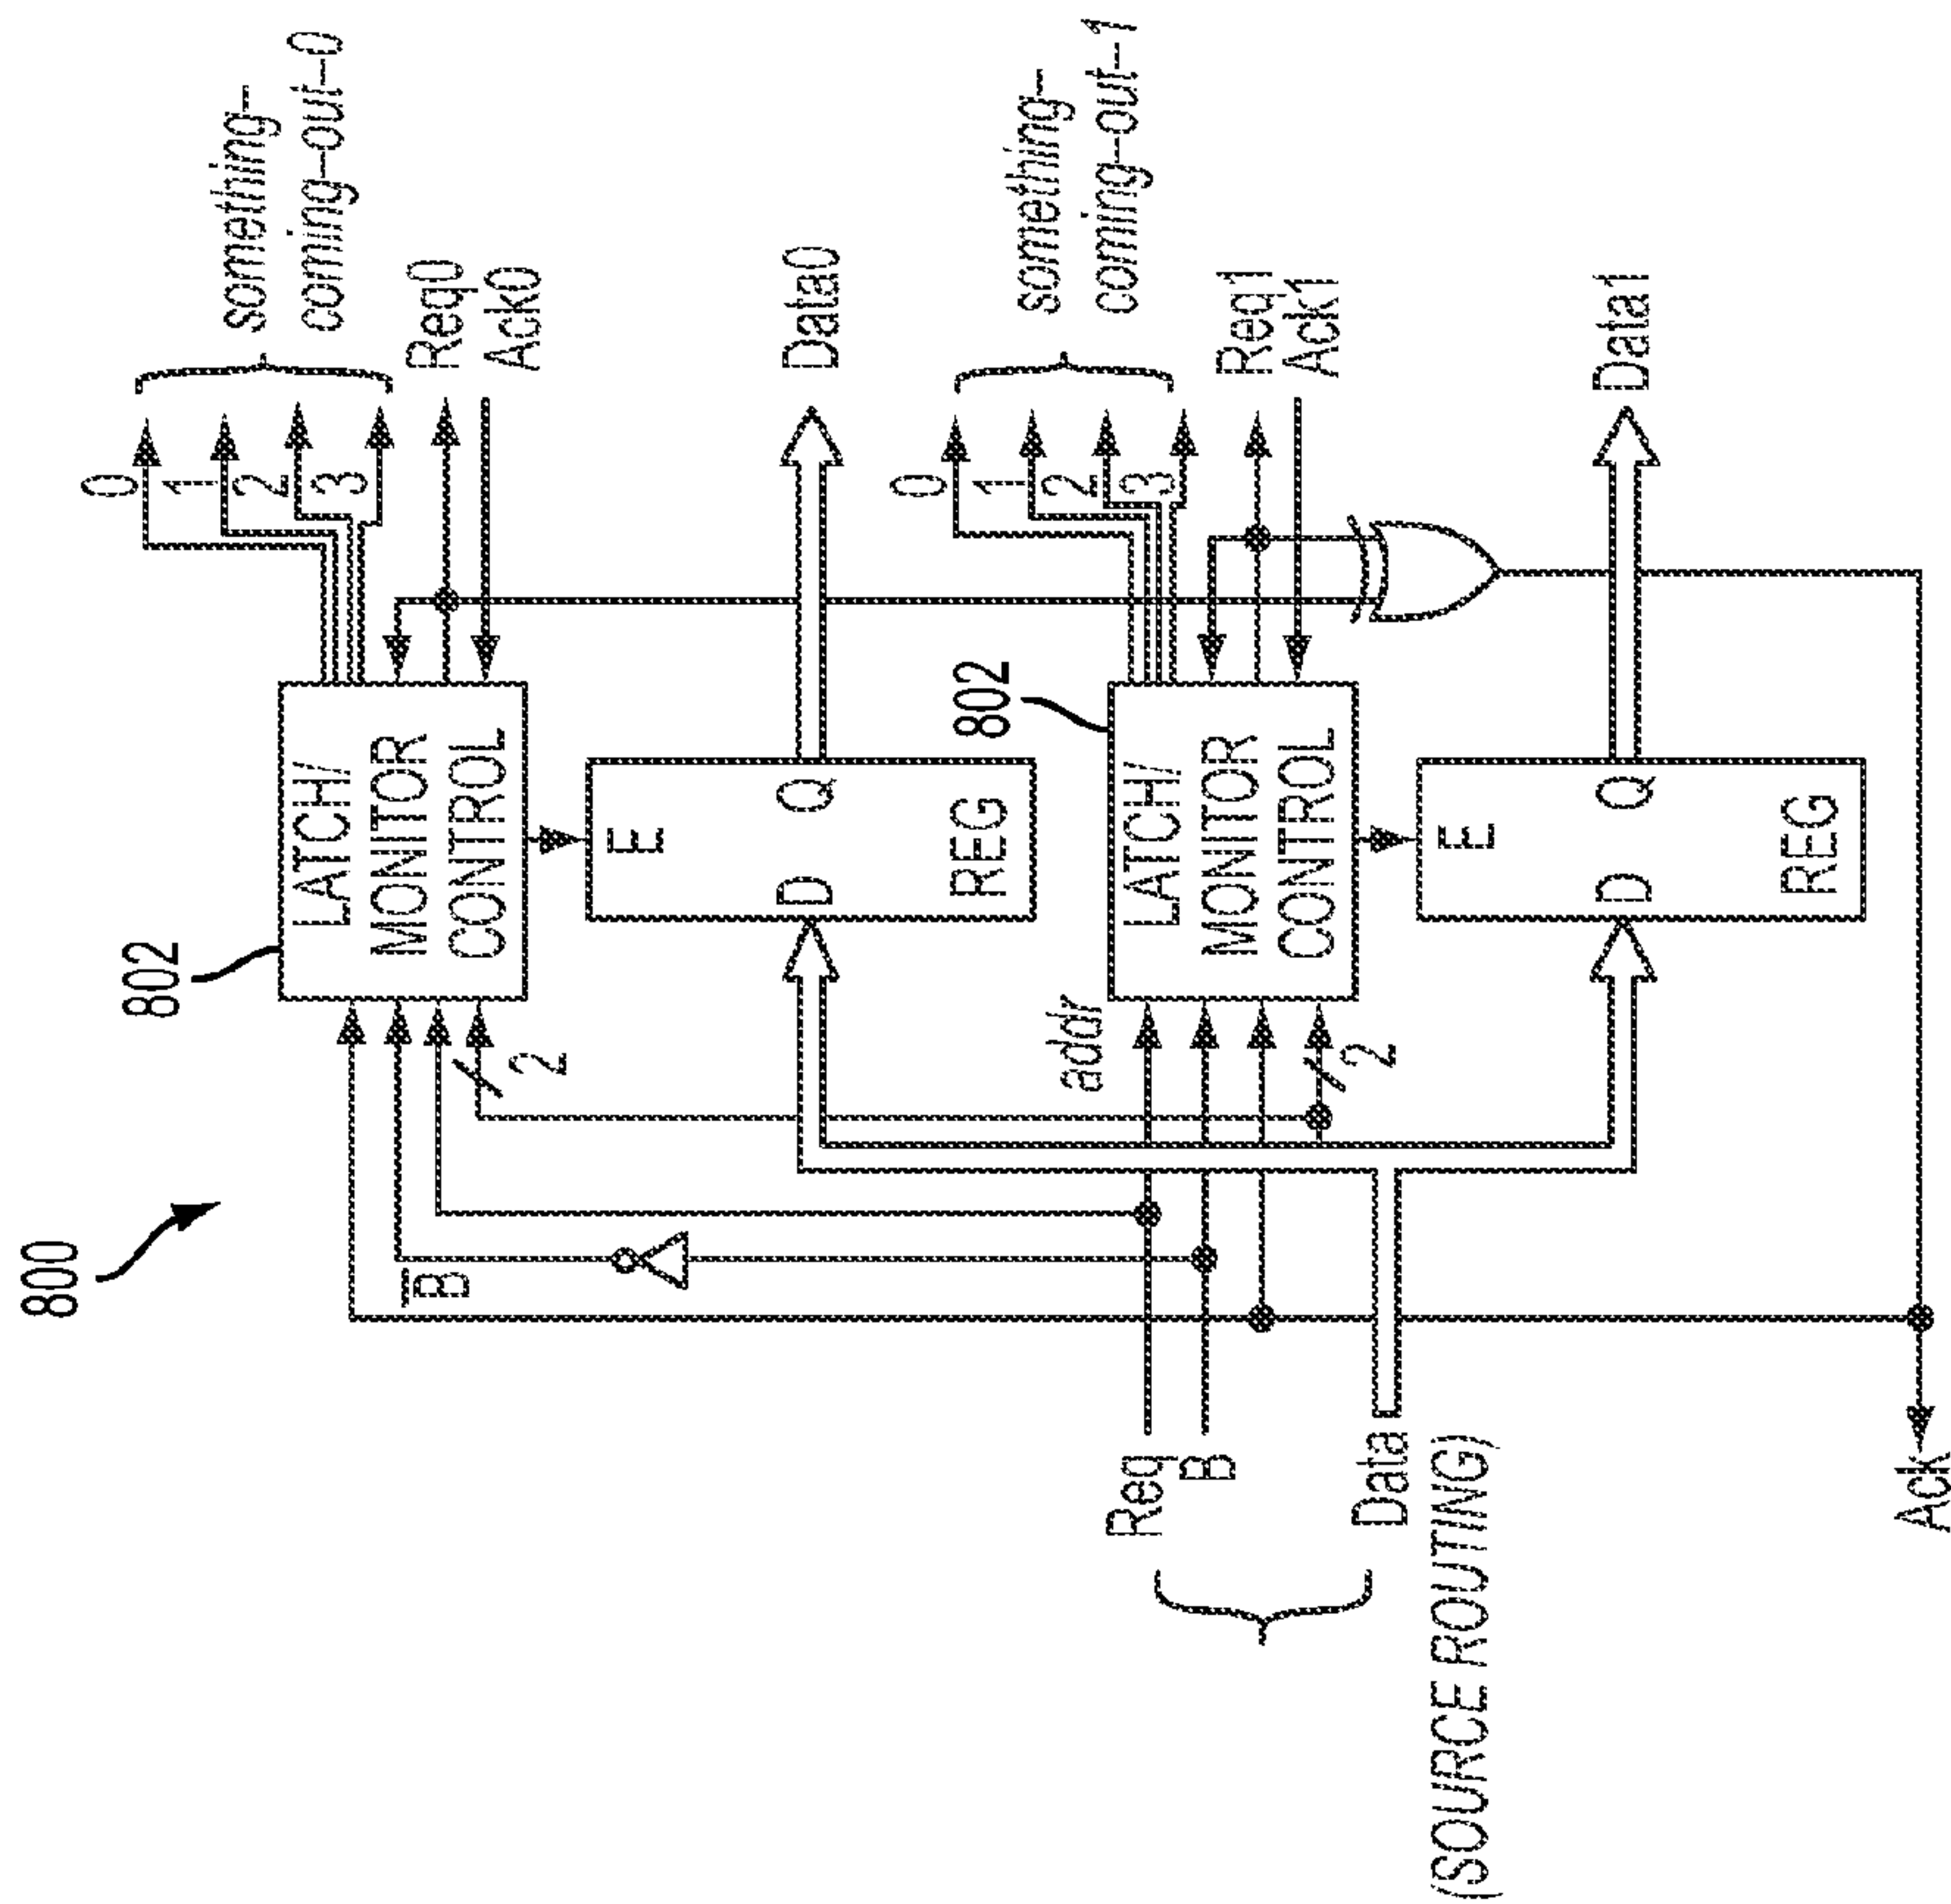 800
802
something-
coming-out-0
0
1
2
3
Req0
Ack0
LATCH/
MONITOR
CONTROL
B
2
E
D Q
REG
Data0
802
something-
coming-out-1
0
1
2
3
Req1
Ack1
addr
LATCH/
MONITOR
CONTROL
2
Req
B
Data
(SOURCE ROUTING)
E
D Q
REG
Data1
Ack